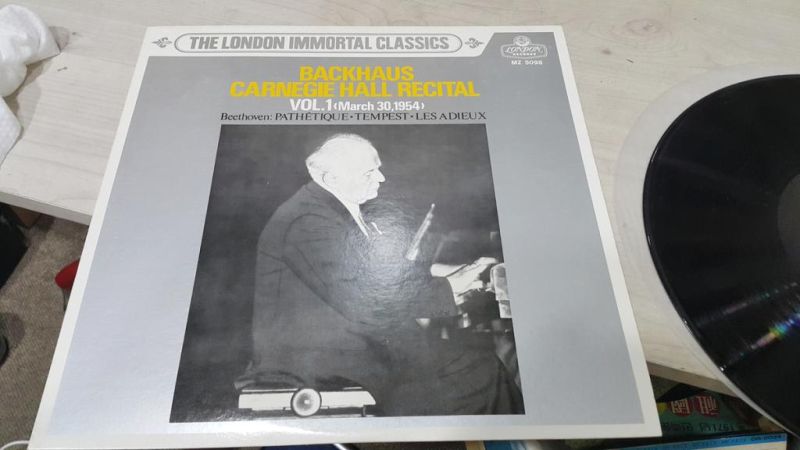 THE LONDON IMMORTAL CLASSICS
LONDON
RECORDS
MZ 5098
BACKHAUS
CARNEGIE HALL RECITAL
VOL.1 (March 30,1954)
Beethoven: PATHÉTIQUE・TEMPEST・LES ADIEUX